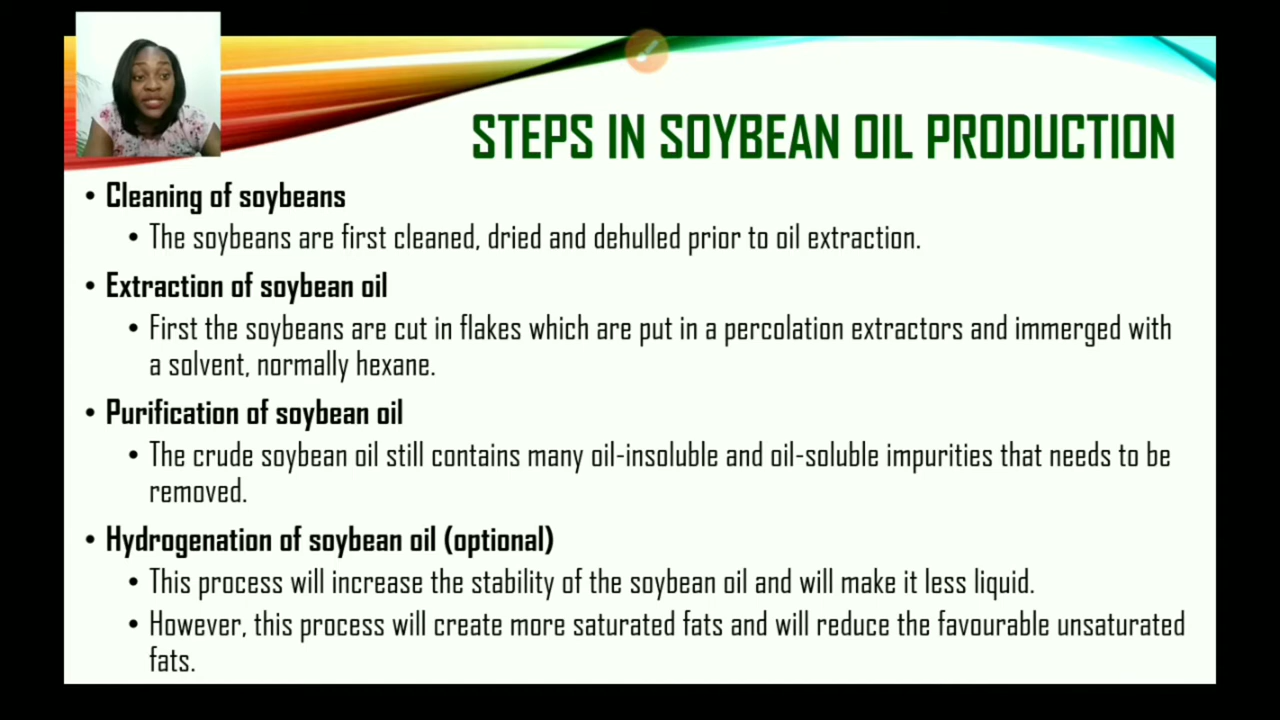 STEPS IN SOYBEAN OIL PRODUCTION
• Cleaning of soybeans
• The soybeans are first cleaned, dried and dehulled prior to oil extraction.
• Extraction of soybean oil
• First the soybeans are cut in flakes which are put in a percolation extractors and immerged with
a solvent, normally hexane.
• Purification of soybean oil
• The crude soybean oil still contains many oil-insoluble and oil-soluble impurities that needs to be
removed.
• Hydrogenation of soybean oil (optional)
• This process will increase the stability of the soybean oil and will make it less liquid.
• However, this process will create more saturated fats and will reduce the favourable unsaturated
fats.